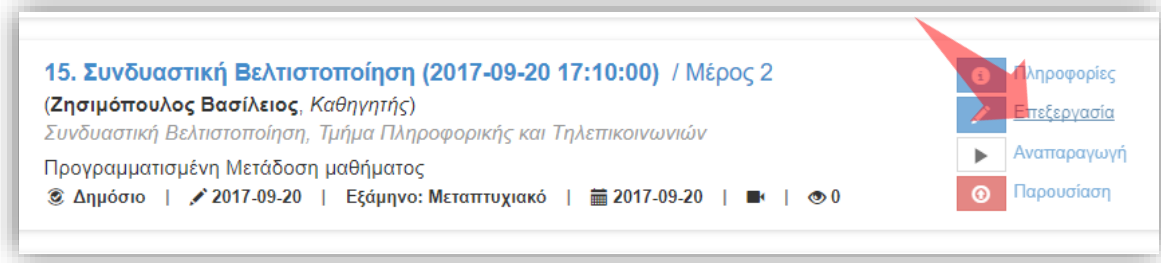 15. Συνδυαστική Βελτιστοποίηση (2017-09-20 17:10:00) / Μέρος 2
(Ζησιμόπουλος Βασίλειος, Καθηγητής)
Συνδυαστική Βελτιστοποίηση, Τμήμα Πληροφορικής και Τηλεπικοινωνιών
Προγραμματισμένη Μετάδοση μαθήματος
Δημόσιο | 2017-09-20 | Εξάμηνο: Μεταπτυχιακό | 2017-09-20 | | 0
Πληροφορίες
Επεξεργασία
Αναπαραγωγή
Παρουσίαση